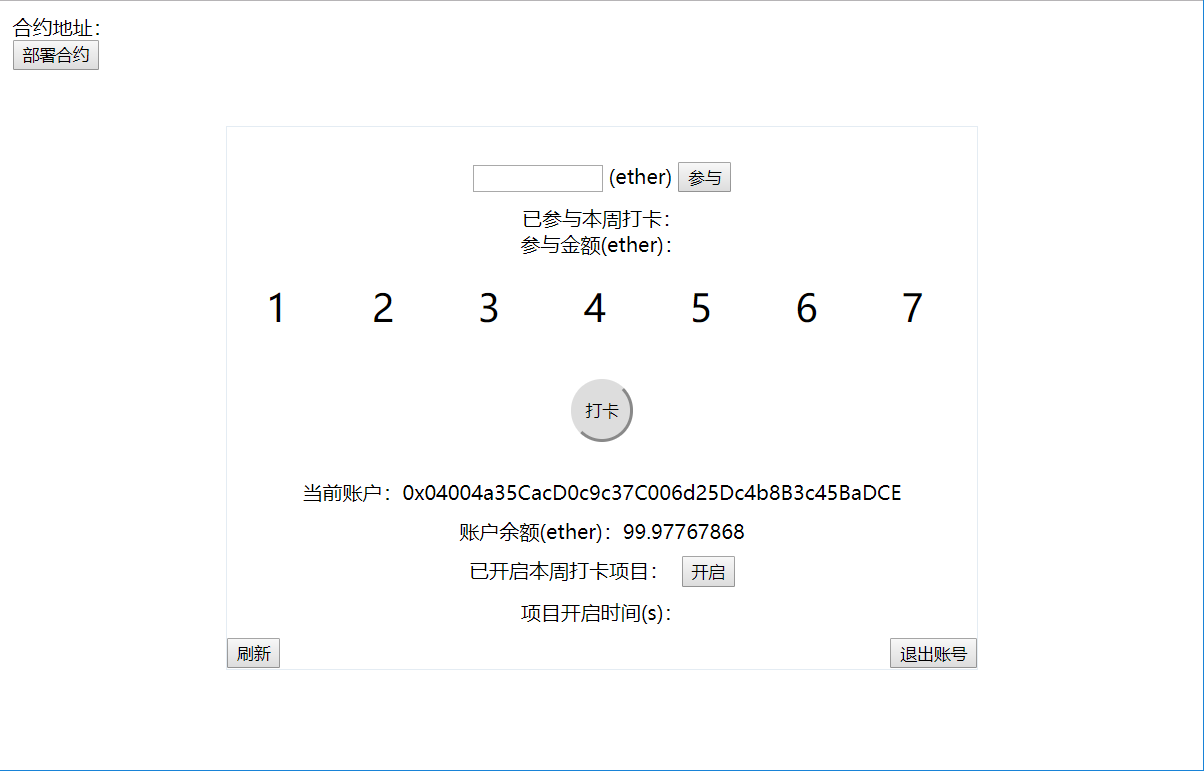 合约地址：
部署合约
(ether) 参与
已参与本周打卡：
参与金额(ether)：
1 2 3 4 5 6 7
打卡
当前账户：0x04004a35CacD0c9c37C006d25Dc4b8B3c45BaDCE
账户余额(ether)：99.97767868
已开启本周打卡项目： 开启
项目开启时间(s)：
刷新 退出账号